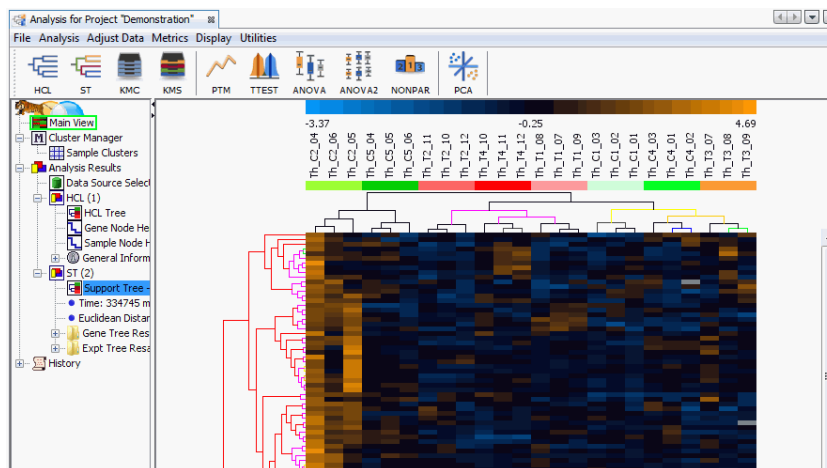 Analysis for Project "Demonstration"
File Analysis Adjust Data Metrics Display Utilities
HCL ST KMC KMS PTM TTEST ANOVA ANOVA2 NONPAR PCA
Main View
Cluster Manager
Sample Clusters
Analysis Results
Data Source Selec
HCL (1)
HCL Tree
Gene Node He
Sample Node H
General Inform
ST (2)
Support Tree -
Time: 334745 m
Euclidean Distan
Gene Tree Res
Expt Tree Resa
History
-3.37 -0.25 4.69
Th_C2_04
Th_C2_06
Th_C2_05
Th_C5_04
Th_C5_05
Th_C5_06
Th_T2_11
Th_T2_10
Th_T2_12
Th_T4_10
Th_T4_11
Th_T4_12
Th_T1_08
Th_T1_07
Th_T1_09
Th_C1_03
Th_C1_02
Th_C1_01
Th_C4_03
Th_C4_01
Th_C4_02
Th_T3_07
Th_T3_08
Th_T3_09